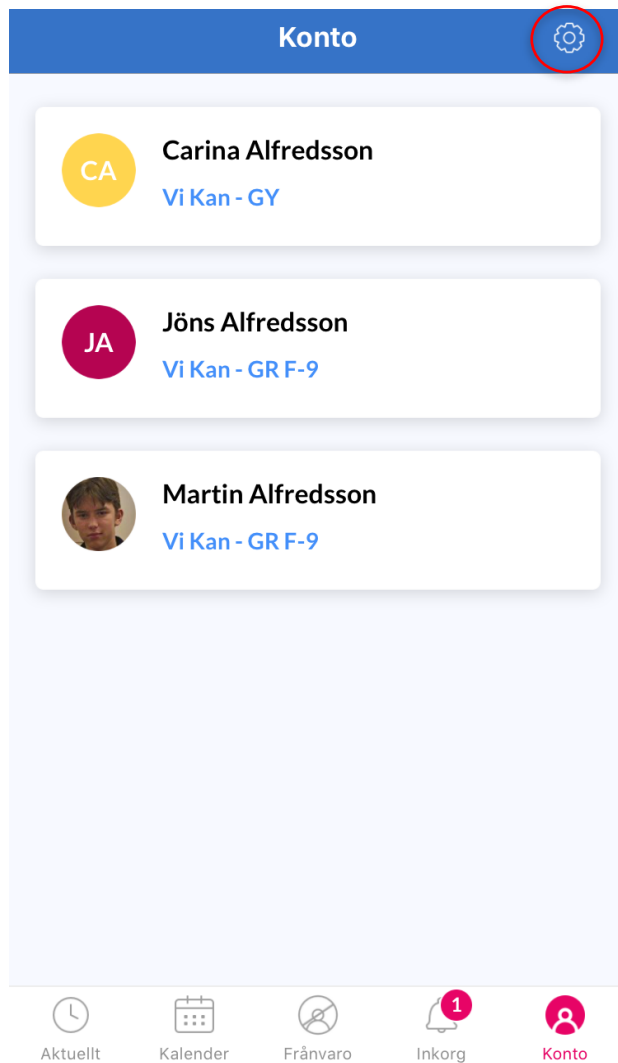 Konto
CA
Carina Alfredsson
Vi Kan - GY
JA
Jöns Alfredsson
Vi Kan - GR F-9
Martin Alfredsson
Vi Kan - GR F-9
1
Aktuellt
Kalender
Frånvaro
Inkorg
Konto